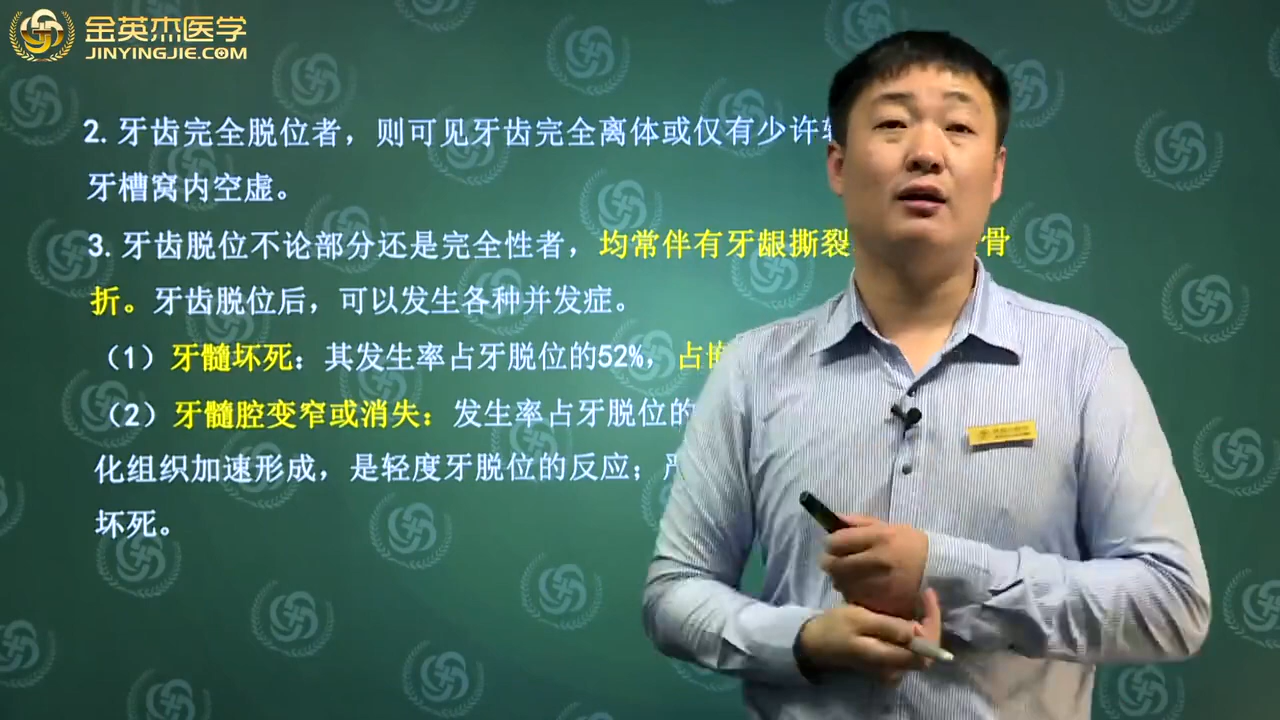 金英杰医学
JINYINGJIE.COM
2. 牙齿完全脱位者，则可见牙齿完全离体或仅有少许
牙槽窝内空虚。
3. 牙齿脱位不论部分还是完全性者，均常伴有牙龈撕裂 骨
折。牙齿脱位后，可以发生各种并发症。
（1）牙髓坏死：其发生率占牙脱位的52%，占
（2）牙髓腔变窄或消失：发生率占牙脱位的
化组织加速形成，是轻度牙脱位的反应；严
坏死。